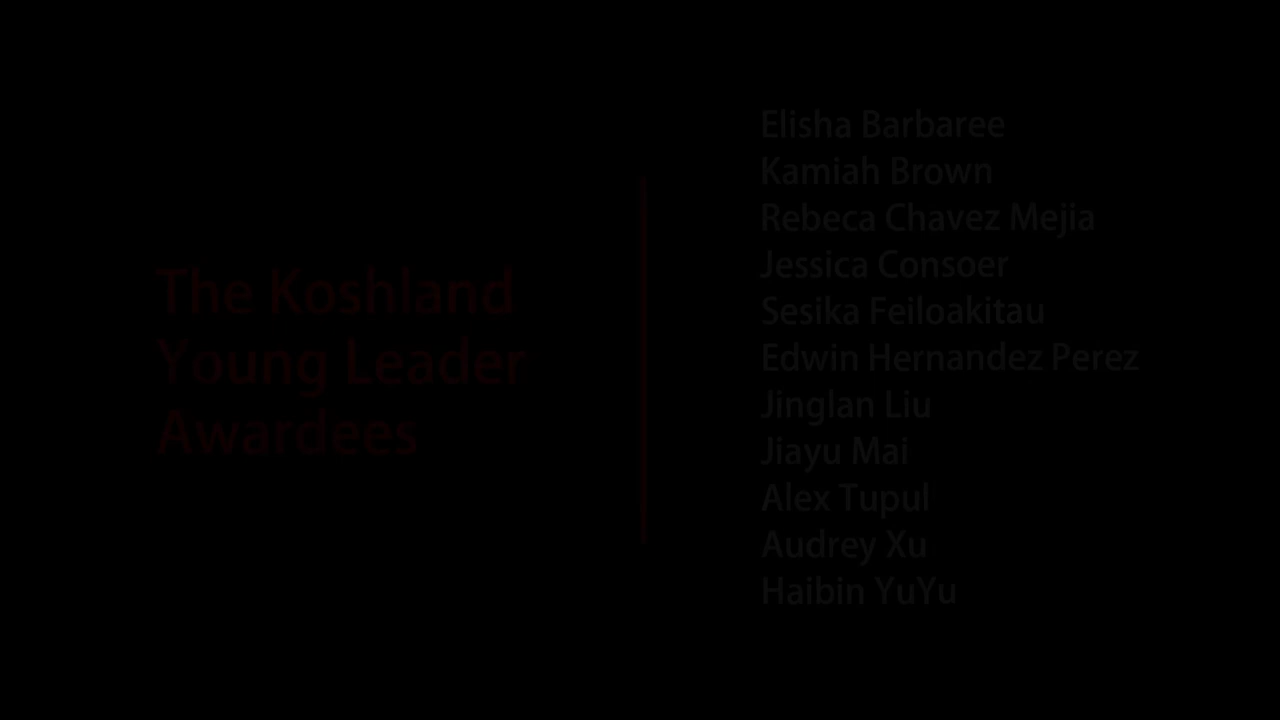 The Koshland
Young Leader
Awardees
Elisha Barbaree
Kamiah Brown
Rebeca Chavez Mejia
Jessica Consoer
Sesika Feiloakitau
Edwin Hernandez Perez
Jinglan Liu
Jiayu Mai
Alex Tupul
Audrey Xu
Haibin YuYu